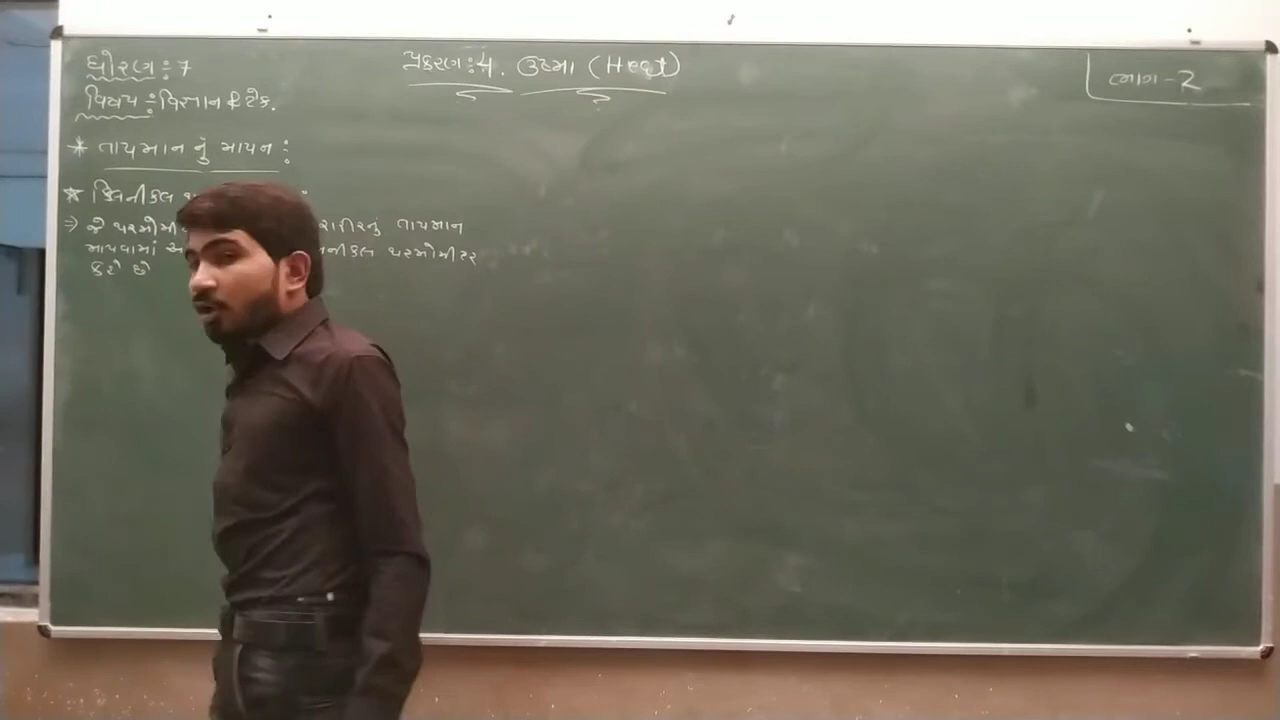 ધોરણ : 7
પ્રકરણ : 4. ઉષ્મા (Heat)
ભાગ - 2
વિષય : વિજ્ઞાન & ટેક.
* તાપમાન નું માપન :
* ક્લિનીકલ
⇒ જે થરમોમી શરીરનું તાપમાન
માપવામાં નીકલ થરમોમીટર
કહે છે